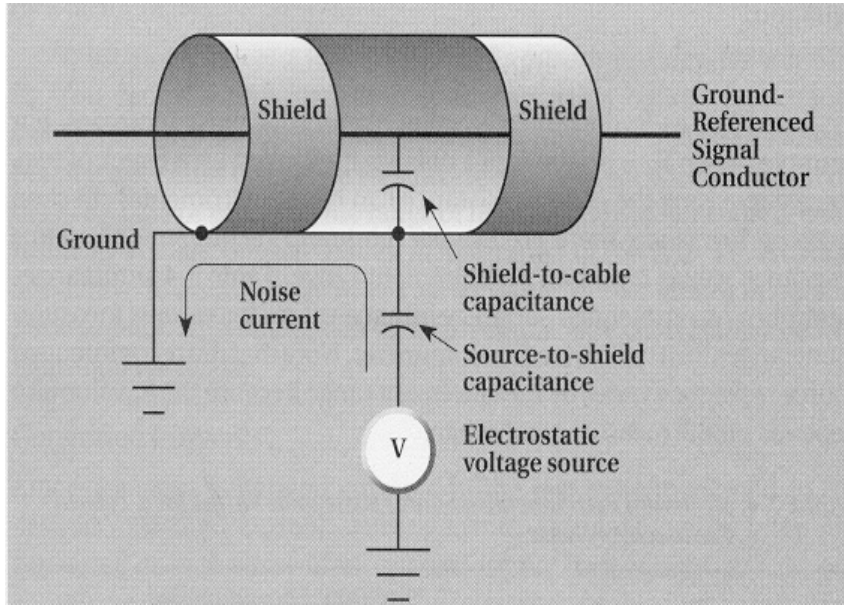 Shield
Shield
Ground-
Referenced
Signal
Conductor
Ground
Noise
current
Shield-to-cable
capacitance
Source-to-shield
capacitance
V
Electrostatic
voltage source